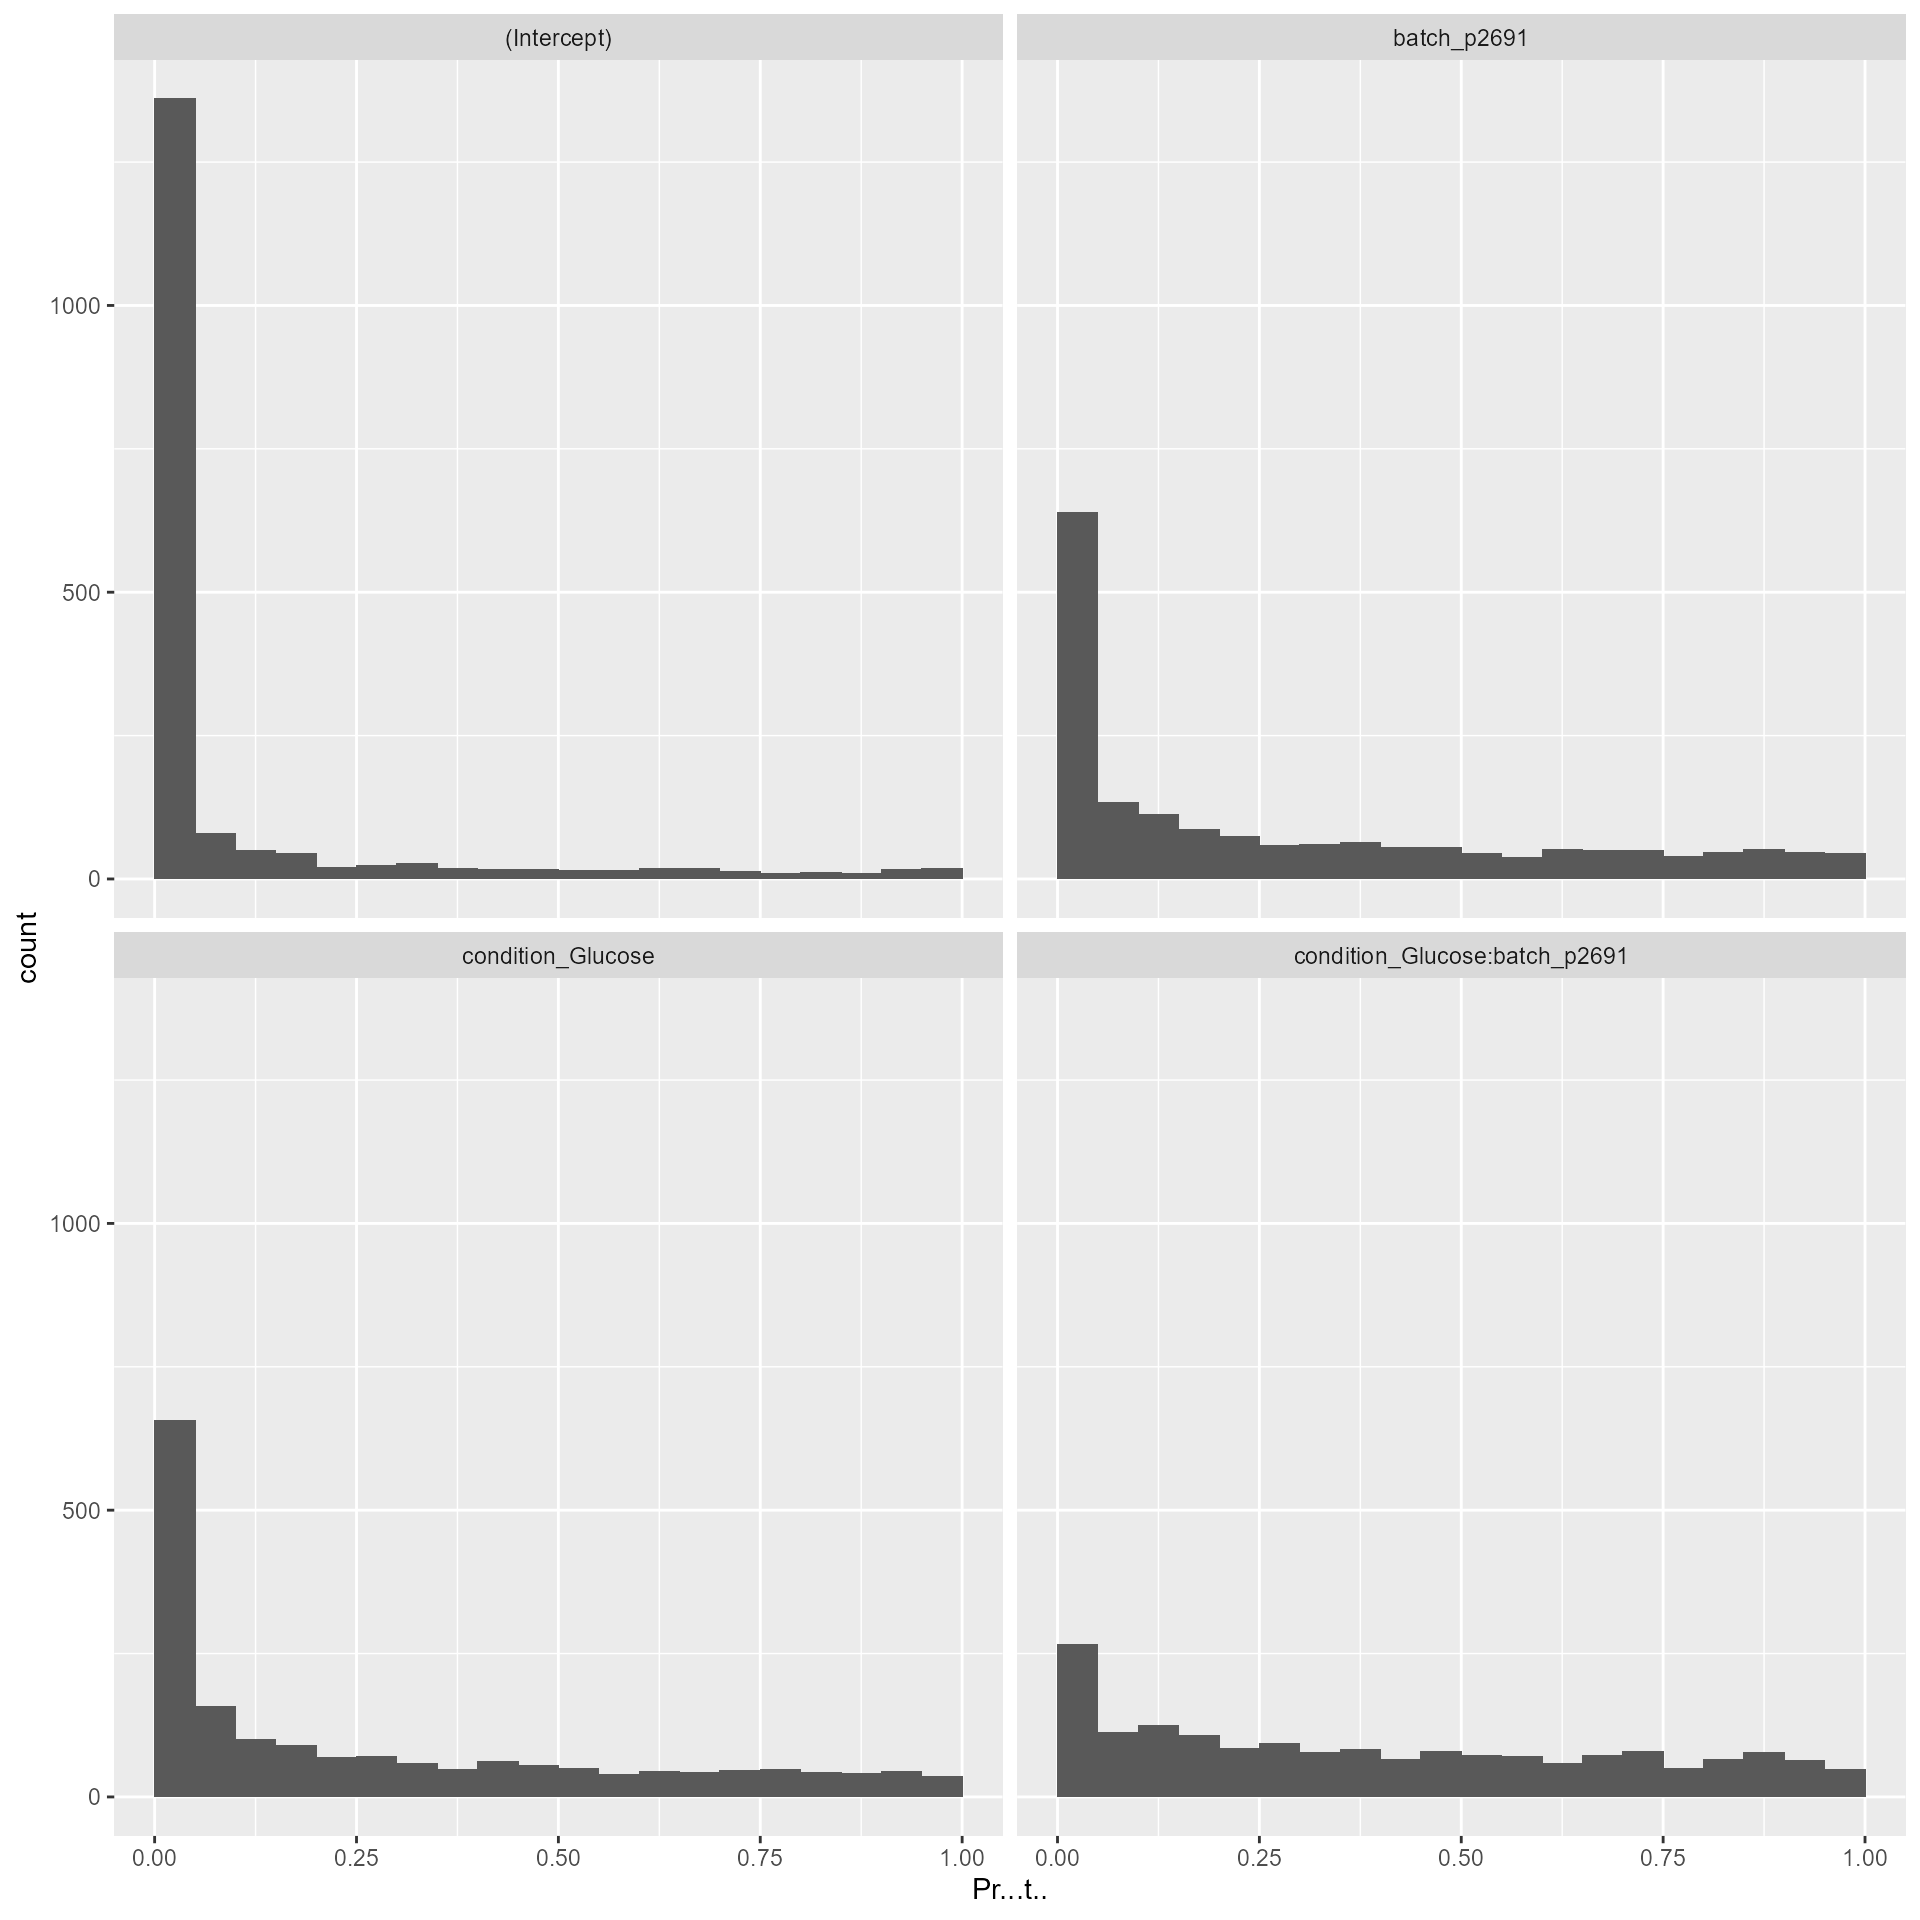 (Intercept)
batch_p2691
1000
500
0
condition_Glucose
condition_Glucose:batch_p2691
1000
500
0
0.00 0.25 0.50 0.75 1.00
0.00 0.25 0.50 0.75 1.00
Pr...t..
count